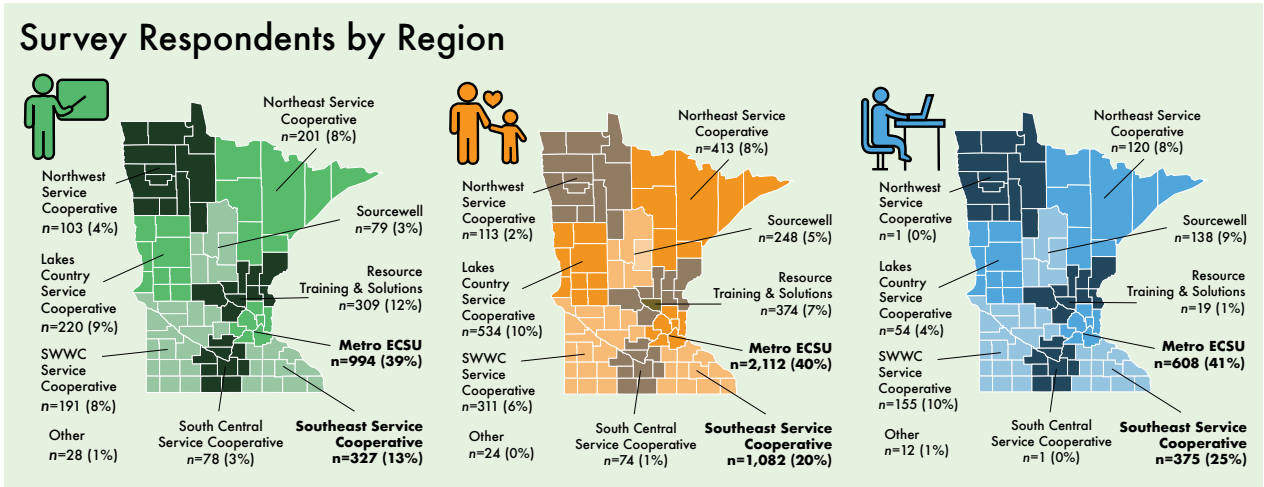 Survey Respondents by Region
Northeast Service
Cooperative
n=201 (8%)
Northwest
Service
Cooperative
n=103 (4%)
Sourcewell
n=79 (3%)
Lakes
Country
Service
Cooperative
n=220 (9%)
Resource
Training & Solutions
n=309 (12%)
Metro ECSU
n=994 (39%)
SWWC
Service
Cooperative
n=191 (8%)
Other
n=28 (1%)
South Central
Service Cooperative
n=78 (3%)
Southeast Service
Cooperative
n=327 (13%)
Northeast Service
Cooperative
n=413 (8%)
Northwest
Service
Cooperative
n=113 (2%)
Sourcewell
n=248 (5%)
Lakes
Country
Service
Cooperative
n=534 (10%)
Resource
Training & Solutions
n=374 (7%)
Metro ECSU
n=2,112 (40%)
SWWC
Service
Cooperative
n=311 (6%)
Other
n=24 (0%)
South Central
Service Cooperative
n=74 (1%)
Southeast Service
Cooperative
n=1,082 (20%)
Northeast Service
Cooperative
n=120 (8%)
Northwest
Service
Cooperative
n=1 (0%)
Sourcewell
n=138 (9%)
Lakes
Country
Service
Cooperative
n=54 (4%)
Resource
Training & Solutions
n=19 (1%)
Metro ECSU
n=608 (41%)
SWWC
Service
Cooperative
n=155 (10%)
Other
n=12 (1%)
South Central
Service Cooperative
n=1 (0%)
Southeast Service
Cooperative
n=375 (25%)